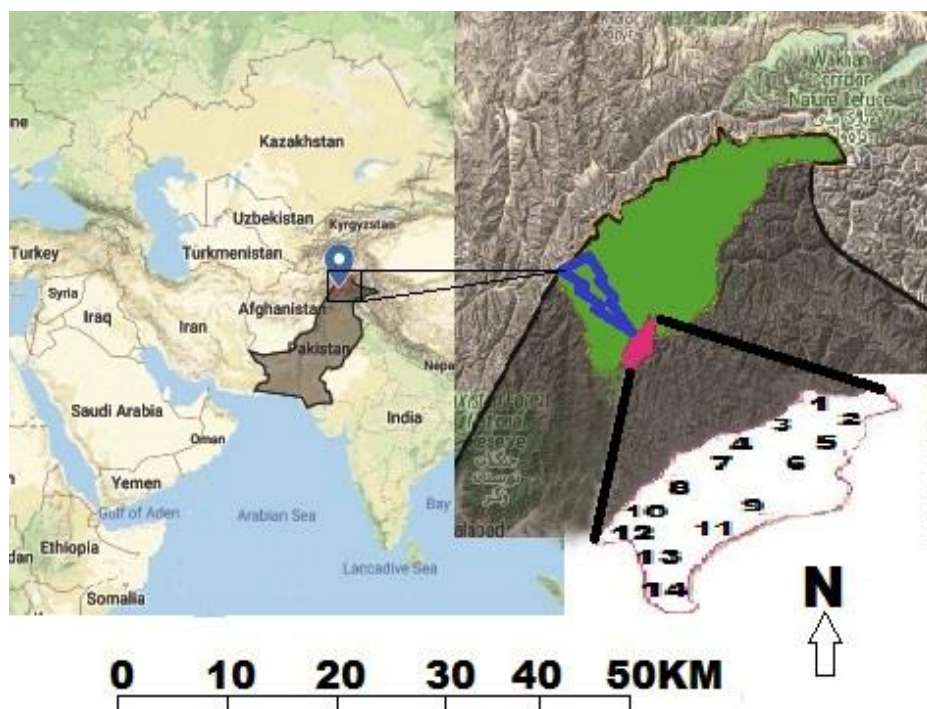 Kazakhstan
Uzbekistan
Kyrgyzstan
Turkey
Türkmenistan
Syria
Afghanistan
Iraq
Iran
Pakistan
Nepa
Saudi Arabia
India
Oman
Yemen
Gulf of Aden
Arabian Sea
Bay
Ethiopia
Laccadive Sea
Somalia
Wakhan
Corridor
Nature Refuge
1
2
3
4
5
6
7
8
9
10
11
12
13
14
N
0 10 20 30 40 50KM